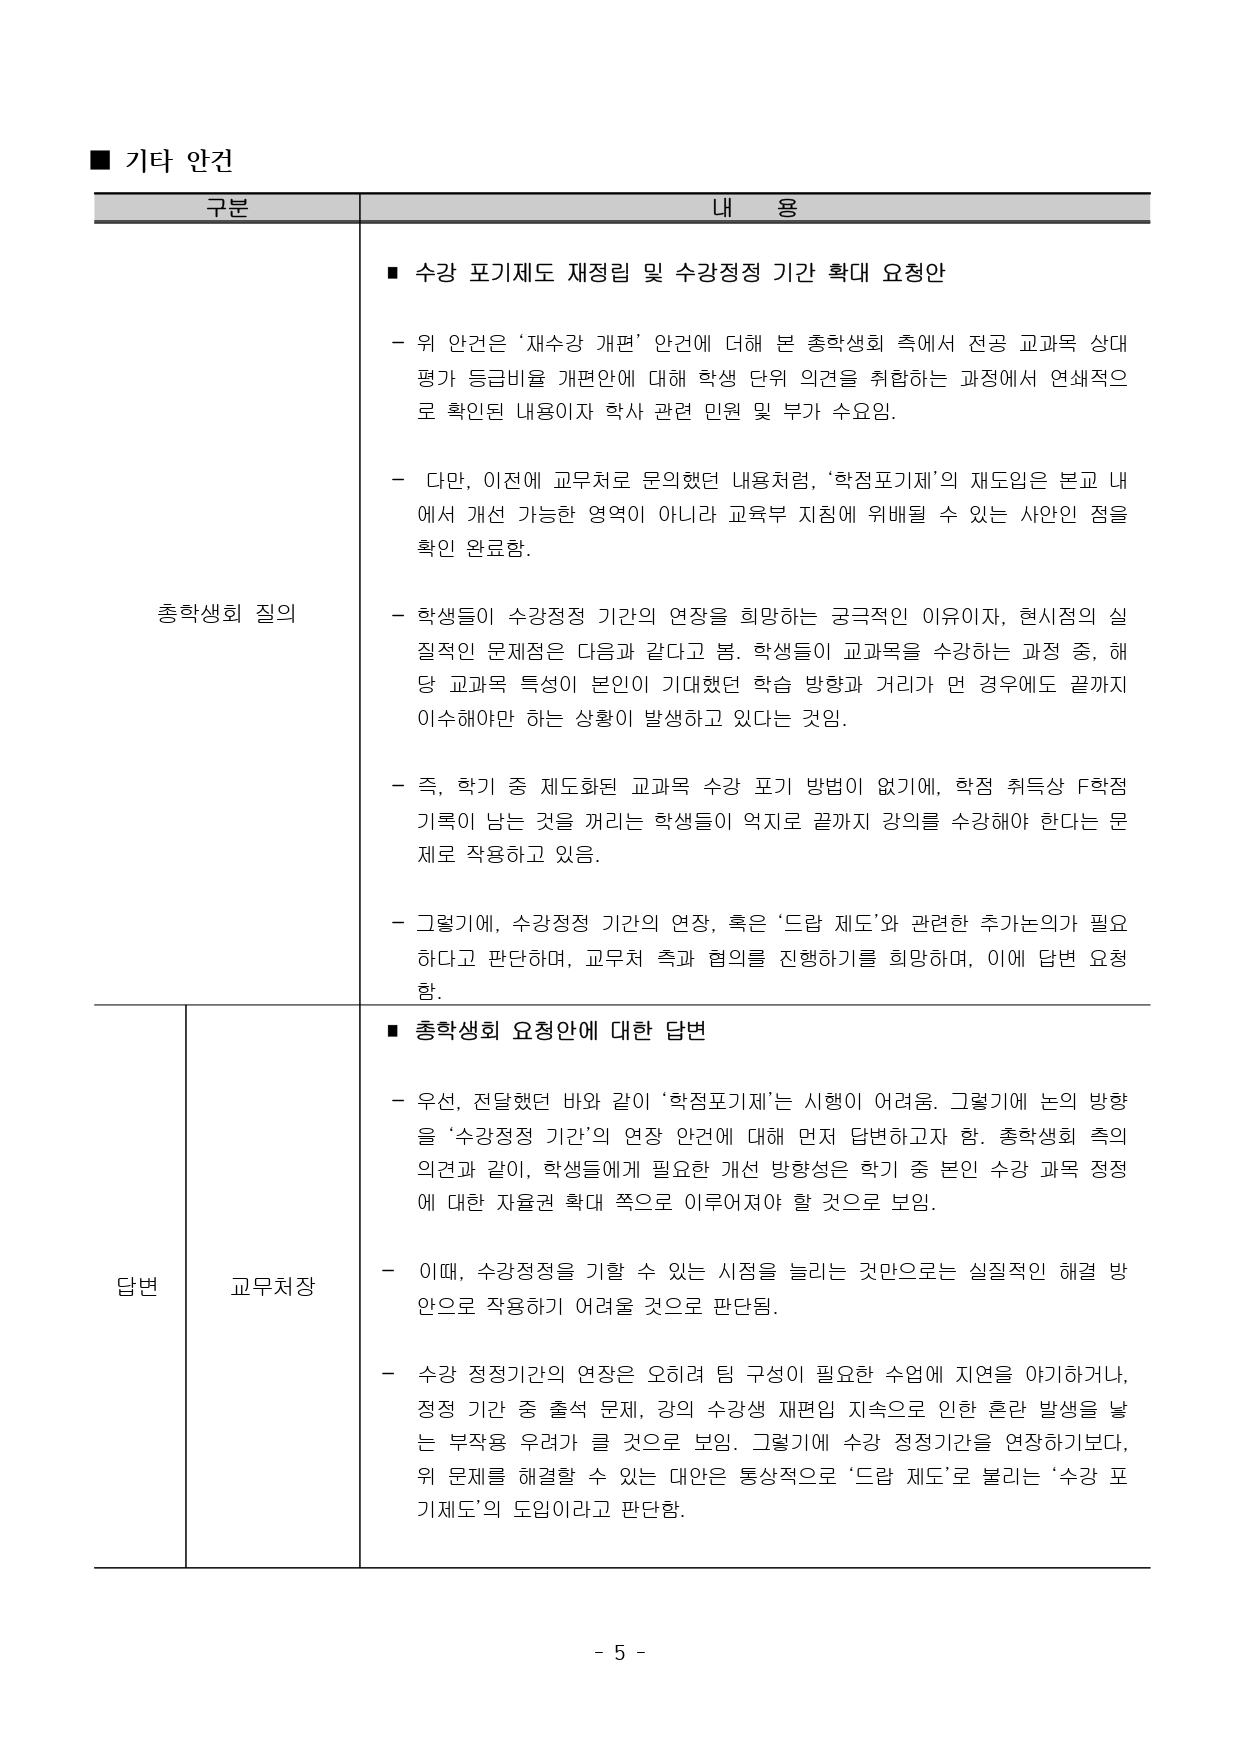 ■ 기타 안건
구분 내 용
■ 수강 포기제도 재정립 및 수강정정 기간 확대 요청안
- 위 안건은 ‘재수강 개편’ 안건에 더해 본 총학생회 측에서 전공 교과목 상대
평가 등급비율 개편안에 대해 학생 단위 의견을 취합하는 과정에서 연쇄적으
로 확인된 내용이자 학사 관련 민원 및 부가 수요임.
- 다만, 이전에 교무처로 문의했던 내용처럼, ‘학점포기제’의 재도입은 본교 내
에서 개선 가능한 영역이 아니라 교육부 지침에 위배될 수 있는 사안인 점을
확인 완료함.
총학생회 질의
- 학생들이 수강정정 기간의 연장을 희망하는 궁극적인 이유이자, 현시점의 실
질적인 문제점은 다음과 같다고 봄. 학생들이 교과목을 수강하는 과정 중, 해
당 교과목 특성이 본인이 기대했던 학습 방향과 거리가 먼 경우에도 끝까지
이수해야만 하는 상황이 발생하고 있다는 것임.
- 즉, 학기 중 제도화된 교과목 수강 포기 방법이 없기에, 학점 취득상 F학점
기록이 남는 것을 꺼리는 학생들이 억지로 끝까지 강의를 수강해야 한다는 문
제로 작용하고 있음.
- 그렇기에, 수강정정 기간의 연장, 혹은 ‘드랍 제도’와 관련한 추가논의가 필요
하다고 판단하며, 교무처 측과 협의를 진행하기를 희망하며, 이에 답변 요청
함.
■ 총학생회 요청안에 대한 답변
- 우선, 전달했던 바와 같이 ‘학점포기제’는 시행이 어려움. 그렇기에 논의 방향
을 ‘수강정정 기간’의 연장 안건에 대해 먼저 답변하고자 함. 총학생회 측의
의견과 같이, 학생들에게 필요한 개선 방향성은 학기 중 본인 수강 과목 정정
에 대한 자율권 확대 쪽으로 이루어져야 할 것으로 보임.
답변 교무처장
- 이때, 수강정정을 기할 수 있는 시점을 늘리는 것만으로는 실질적인 해결 방
안으로 작용하기 어려울 것으로 판단됨.
- 수강 정정기간의 연장은 오히려 팀 구성이 필요한 수업에 지연을 야기하거나,
정정 기간 중 출석 문제, 강의 수강생 재편입 지속으로 인한 혼란 발생을 낳
는 부작용 우려가 클 것으로 보임. 그렇기에 수강 정정기간을 연장하기보다,
위 문제를 해결할 수 있는 대안은 통상적으로 ‘드랍 제도’로 불리는 ‘수강 포
기제도’의 도입이라고 판단함.
- 5 -